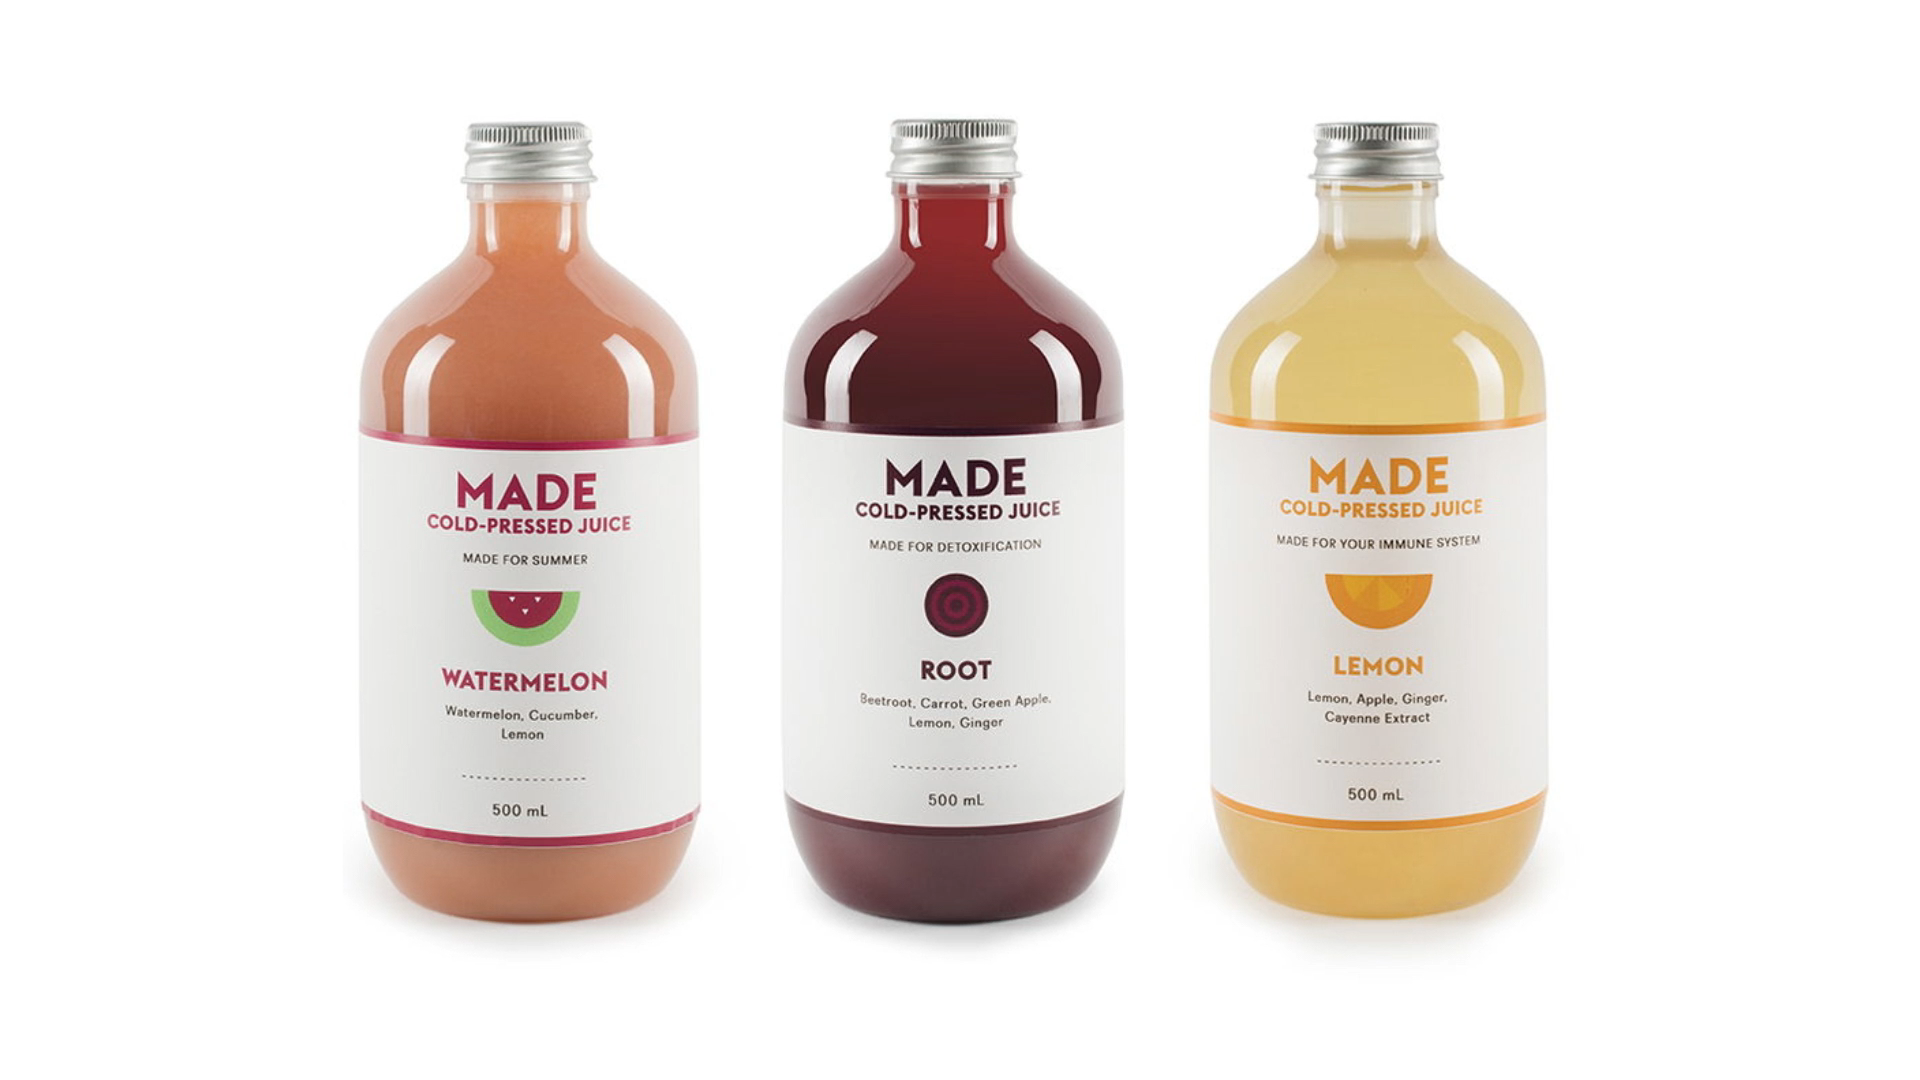 MADE
COLD-PRESSED JUICE
MADE FOR SUMMER
WATERMELON
Watermelon, Cucumber,
Lemon
500 mL
MADE
COLD-PRESSED JUICE
MADE FOR DETOXIFICATION
ROOT
Beetroot, Carrot, Green Apple,
Lemon, Ginger
500 mL
MADE
COLD-PRESSED JUICE
MADE FOR YOUR IMMUNE SYSTEM
LEMON
Lemon, Apple, Ginger,
Cayenne Extract
500 mL